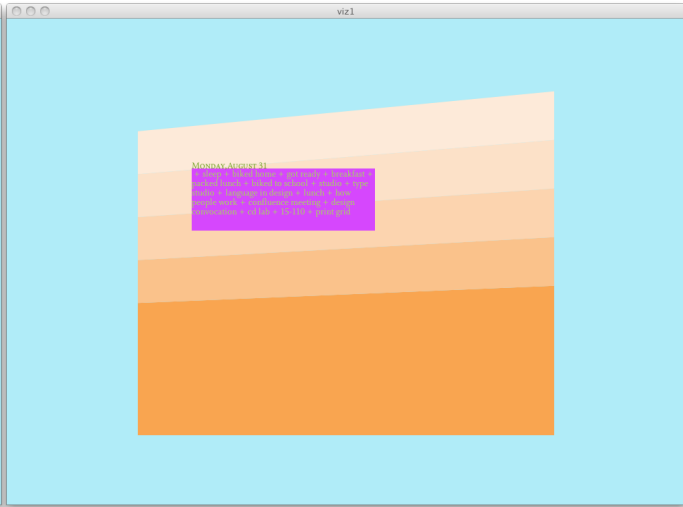 viz1
Monday, August 31
+ sleep + biked home + got ready + breakfast +
packed lunch + biked to school + studio + type
studio + language in design + lunch + how
people work + confluence meeting + design
convocation + cd lab + 15-110 + print grid